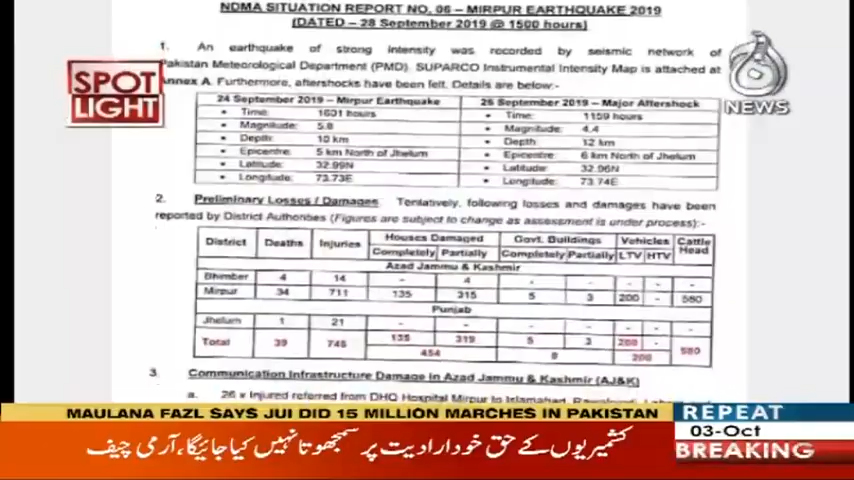 NDMA SITUATION REPORT NO. 06 – MIRPUR EARTHQUAKE 2019
(DATED – 28 September 2019 @ 1500 hours)
1. An earthquake of strong intensity was recorded by seismic network of
Pakistan Meteorological Department (PMD). SUPARCO Instrumental Intensity Map is attached at
Annex A. Furthermore, aftershocks have been felt. Details are below:-
SPOT
LIGHT
NEWS
24 September 2019 – Mirpur Earthquake 26 September 2019 – Major Aftershock
• Time: 1601 hours • Time: 1159 hours
• Magnitude: 5.8 • Magnitude: 4.4
• Depth: 10 km • Depth: 12 km
• Epicentre: 5 km North of Jhelum • Epicentre: 6 km North of Jhelum
• Latitude: 32.99N • Latitude: 32.96N
• Longitude: 73.73E • Longitude: 73.74E
2. Preliminary Losses / Damages. Tentatively, following losses and damages have been
reported by District Authorities (Figures are subject to change as assessment is under process):-
District Deaths Injuries Houses Damaged Govt. Buildings Vehicles Cattle Head
Completely Partially Completely Partially LTV HTV
Azad Jammu & Kashmir
Bhimber 4 14 - 4 - - - - -
Mirpur 34 711 135 315 5 3 200 - 580
Punjab
Jhelum 1 21 - - - - - - -
Total 39 746 135 319 5 3 200 - 580
454 8 200
3. Communication Infrastructure Damage in Azad Jammu & Kashmir (AJ&K)
a. 26 x Injured referred from DHQ Hospital Mirpur to Islamabad, Rawalpindi,
MAULANA FAZL SAYS JUI DID 15 MILLION MARCHES IN PAKISTAN
REPEAT
03-Oct
BREAKING
کشمیریوں کے حق خود ارادیت پر سمجھوتا نہیں کیا جائیگا، آرمی چیف